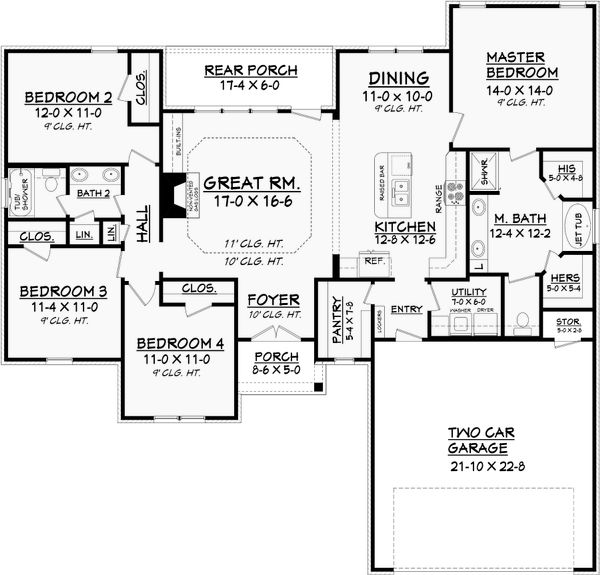 MASTER
BEDROOM
14-0 X 14-0
9' CLG. HT.
REAR PORCH
17-4 X 6-0
DINING
11-0 X 10-0
9' CLG. HT.
BEDROOM 2
12-0 X 11-0
9' CLG. HT.
CLOS.
BUILT-INS
GREAT RM.
17-0 X 16-6
11' CLG. HT.
10' CLG. HT.
RAISED BAR
RANGE
KITCHEN
12-8 X 12-6
REF.
SHWR.
HIS
5-0 X 4-8
M. BATH
12-4 X 12-2
JET TUB
L
HERS
5-0 X 5-4
TUB/
SHOWER
BATH 2
HALL
CLOS.
LIN.
LIN.
BEDROOM 3
11-4 X 11-0
9' CLG. HT.
CLOS.
FOYER
10' CLG. HT.
PANTRY
5-4 X 7-8
LOCKERS
ENTRY
UTILITY
7-0 X 6-0
WASHER
DRYER
STOR.
5-0 X 2-8
BEDROOM 4
11-0 X 11-0
9' CLG. HT.
PORCH
8-6 X 5-0
TWO CAR
GARAGE
21-10 X 22-8